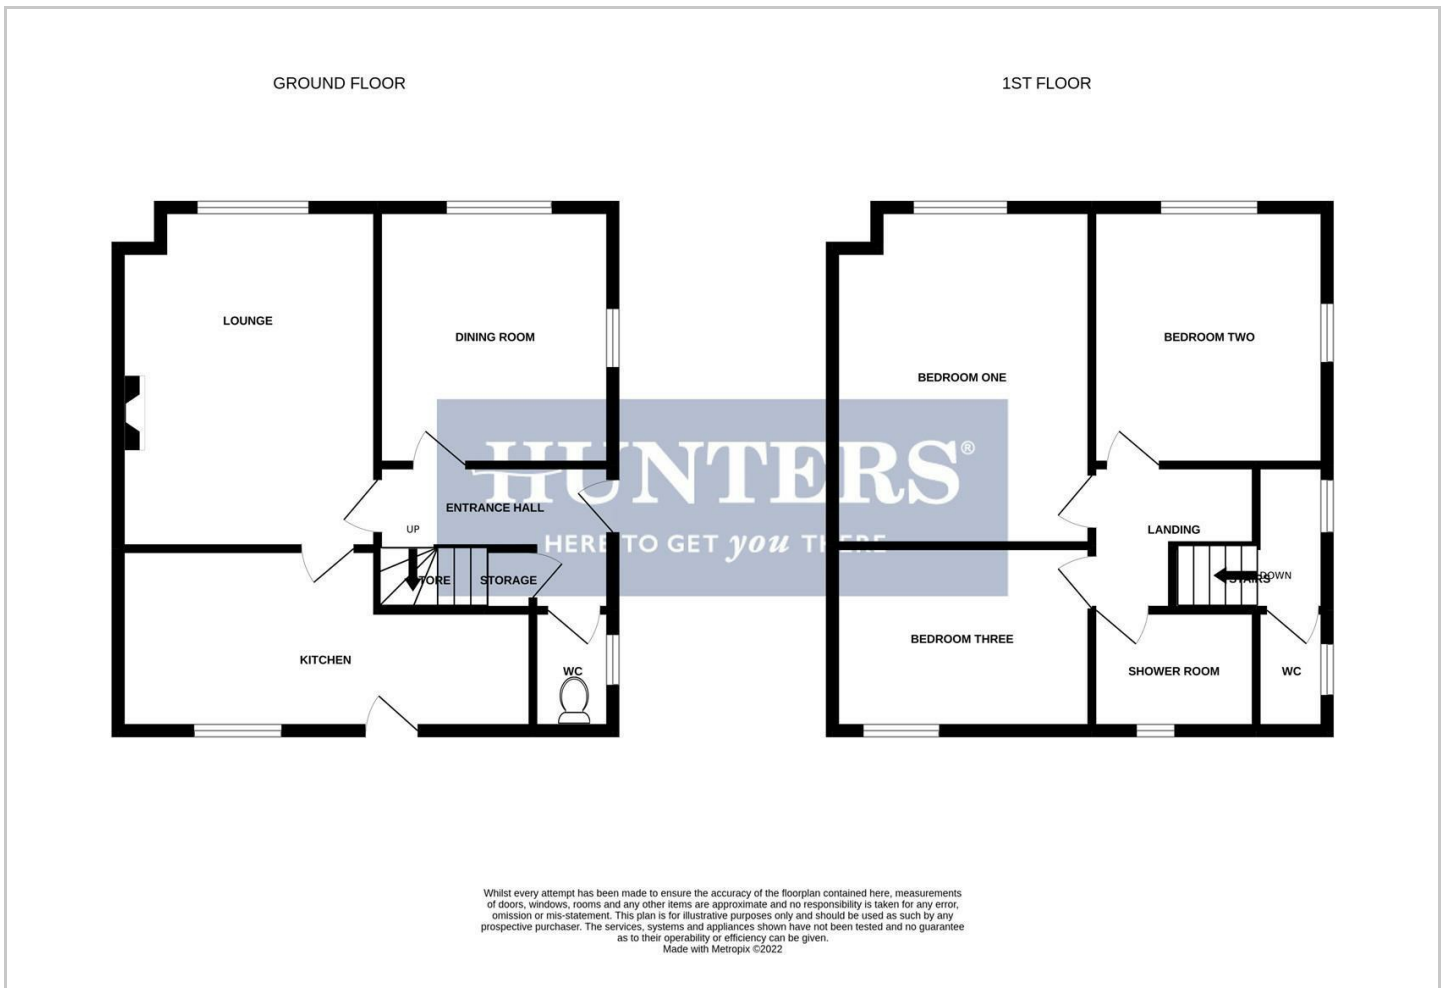 GROUND FLOOR
1ST FLOOR
LOUNGE
DINING ROOM
BEDROOM TWO
BEDROOM ONE
HUNTERS®
HERE TO GET you THERE
ENTRANCE HALL
UP
LANDING
STORE
STORAGE
STAIRS
DOWN
BEDROOM THREE
KITCHEN
WC
SHOWER ROOM
WC
Whilst every attempt has been made to ensure the accuracy of the floorplan contained here, measurements
of doors, windows, rooms and any other items are approximate and no responsibility is taken for any error,
omission or mis-statement. This plan is for illustrative purposes only and should be used as such by any
prospective purchaser. The services, systems and appliances shown have not been tested and no guarantee
as to their operability or efficiency can be given.
Made with Metropix ©2022